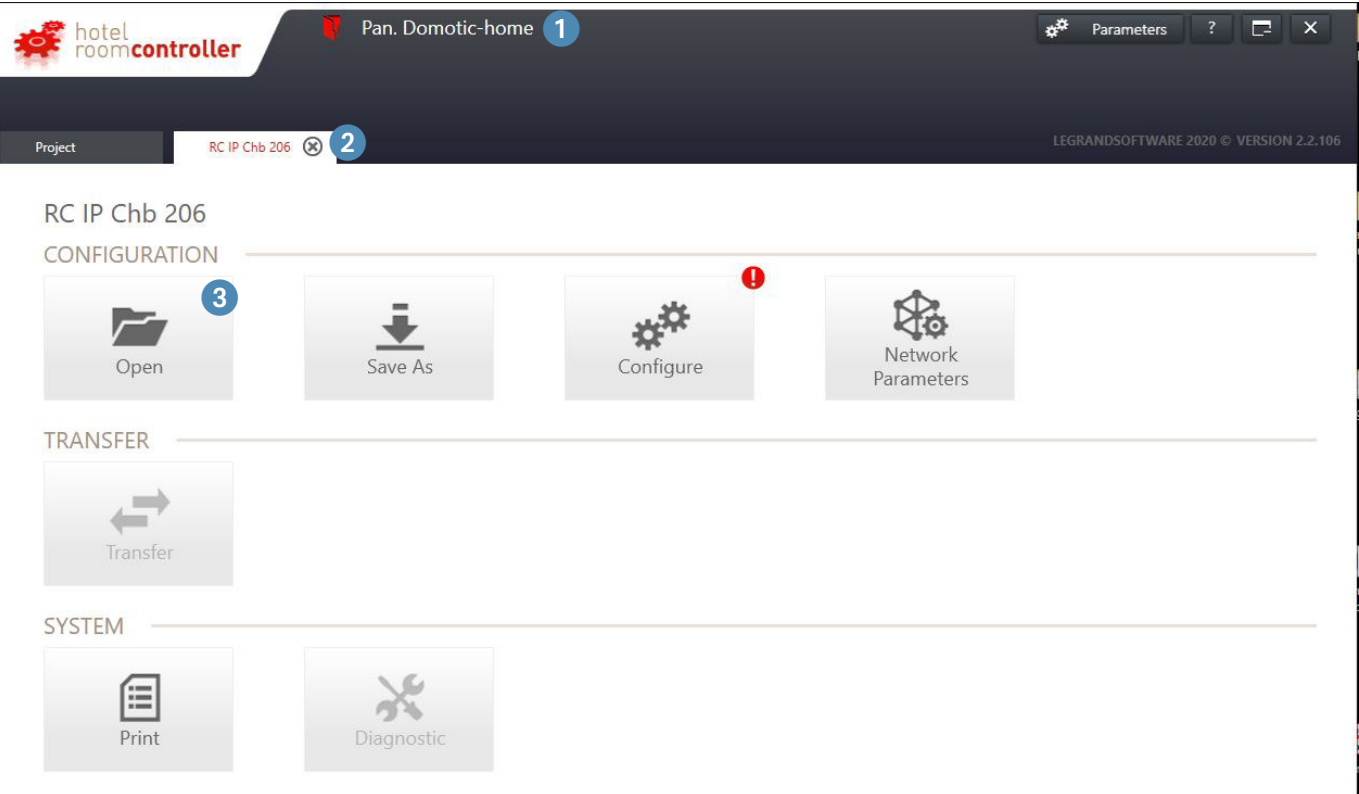 hotel
roomcontroller
Pan. Domotic-home 1
Parameters ?
Project
RC IP Chb 206 2
LEGRANDSOFTWARE 2020 © VERSION 2.2.106
RC IP Chb 206
CONFIGURATION
3
!
Open
Save As
Configure
Network
Parameters
TRANSFER
Transfer
SYSTEM
Print
Diagnostic